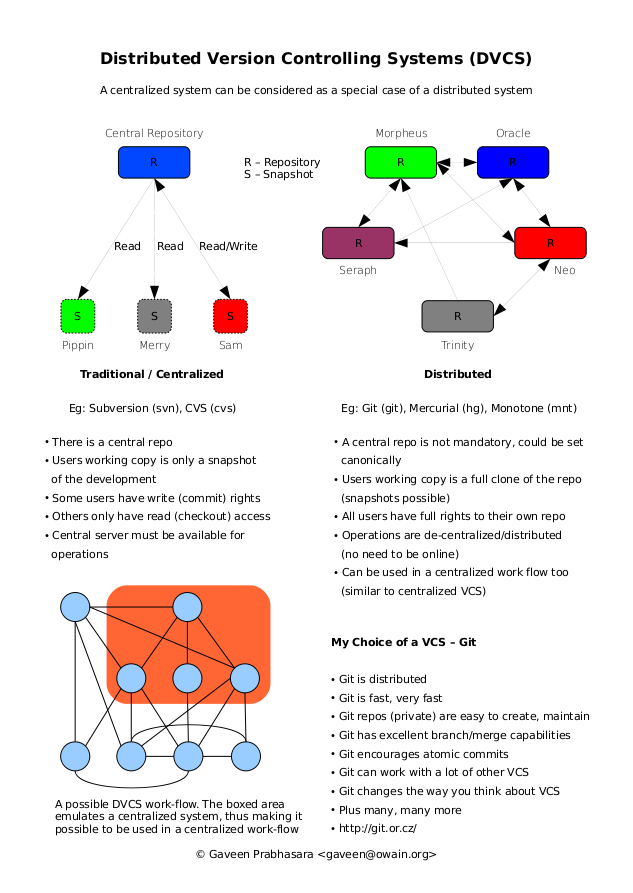 Distributed Version Controlling Systems (DVCS)
A centralized system can be considered as a special case of a distributed system
Central Repository
R
R – Repository
S – Snapshot
Read
Read
Read/Write
S
S
S
Pippin
Merry
Sam
Morpheus
Oracle
R
R
R
R
Seraph
Neo
R
Trinity
Traditional / Centralized
Eg: Subversion (svn), CVS (cvs)
• There is a central repo
• Users working copy is only a snapshot
of the development
• Some users have write (commit) rights
• Others only have read (checkout) access
• Central server must be available for
operations
Distributed
Eg: Git (git), Mercurial (hg), Monotone (mnt)
• A central repo is not mandatory, could be set
canonically
• Users working copy is a full clone of the repo
(snapshots possible)
• All users have full rights to their own repo
• Operations are de-centralized/distributed
(no need to be online)
• Can be used in a centralized work flow too
(similar to centralized VCS)
A possible DVCS work-flow. The boxed area
emulates a centralized system, thus making it
possible to be used in a centralized work-flow
My Choice of a VCS – Git
• Git is distributed
• Git is fast, very fast
• Git repos (private) are easy to create, maintain
• Git has excellent branch/merge capabilities
• Git encourages atomic commits
• Git can work with a lot of other VCS
• Git changes the way you think about VCS
• Plus many, many more
• http://git.or.cz/
© Gaveen Prabhasara <gaveen@owain.org>